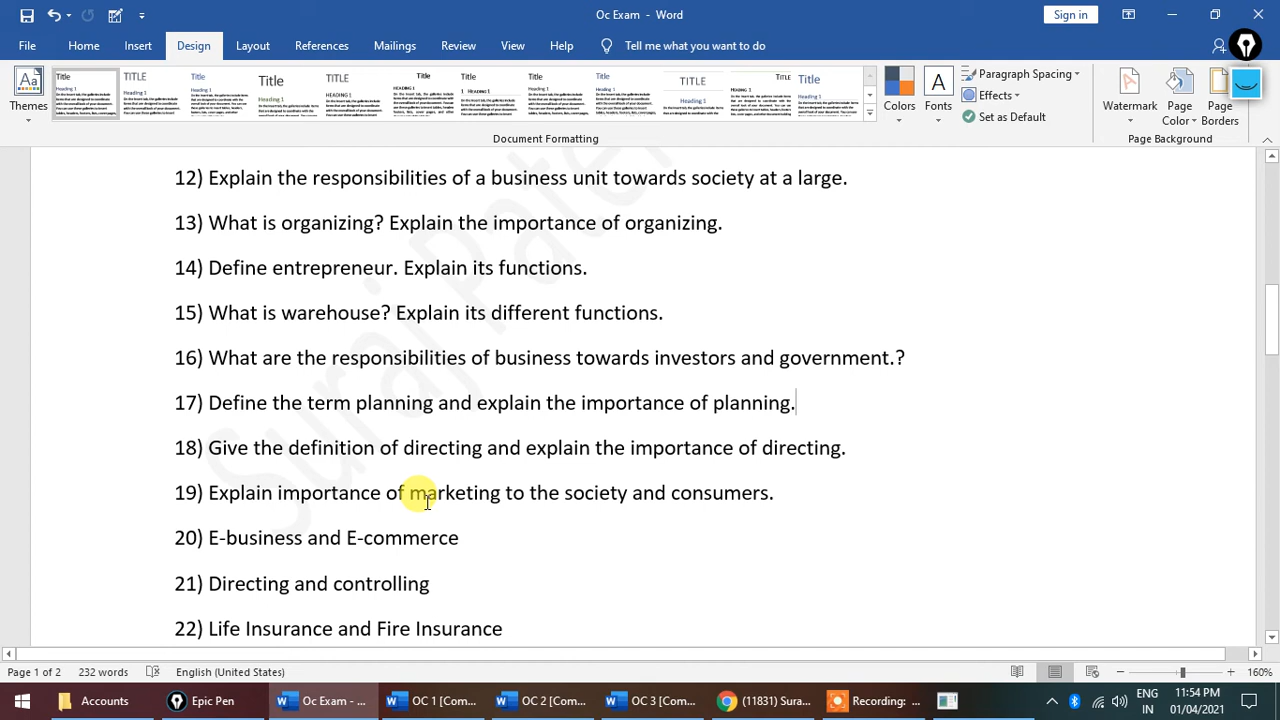 Oc Exam - Word
Sign in
File Home Insert Design Layout References Mailings Review View Help Tell me what you want to do
Themes
Colors Fonts
Paragraph Spacing
Effects
Set as Default
Watermark Page Color Page Borders
Document Formatting
Page Background
12) Explain the responsibilities of a business unit towards society at a large.
13) What is organizing? Explain the importance of organizing.
14) Define entrepreneur. Explain its functions.
15) What is warehouse? Explain its different functions.
16) What are the responsibilities of business towards investors and government.?
17) Define the term planning and explain the importance of planning.
18) Give the definition of directing and explain the importance of directing.
19) Explain importance of marketing to the society and consumers.
20) E-business and E-commerce
21) Directing and controlling
22) Life Insurance and Fire Insurance
Suraj
Page 1 of 2 232 words English (United States) 160%
Accounts Epic Pen Oc Exam - ... OC 1 [Com... OC 2 [Com... OC 3 [Com... (11831) Sura... Recording: ...
ENG
IN
11:54 PM
01/04/2021